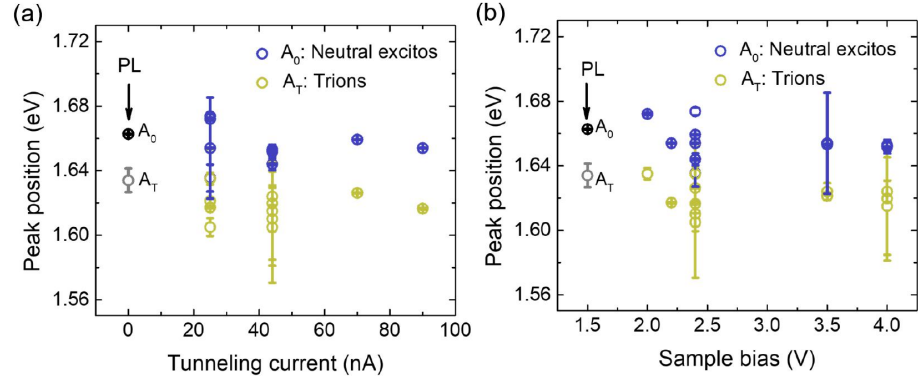 (a)
1.72
1.68
1.64
1.60
1.56
Peak position (eV)
PL
A0
AT
A0: Neutral excitos
AT: Trions
0 20 40 60 80 100
Tunneling current (nA)
(b)
1.72
1.68
1.64
1.60
1.56
Peak position (eV)
PL
A0
AT
A0: Neutral excitos
AT: Trions
1.5 2.0 2.5 3.0 3.5 4.0
Sample bias (V)